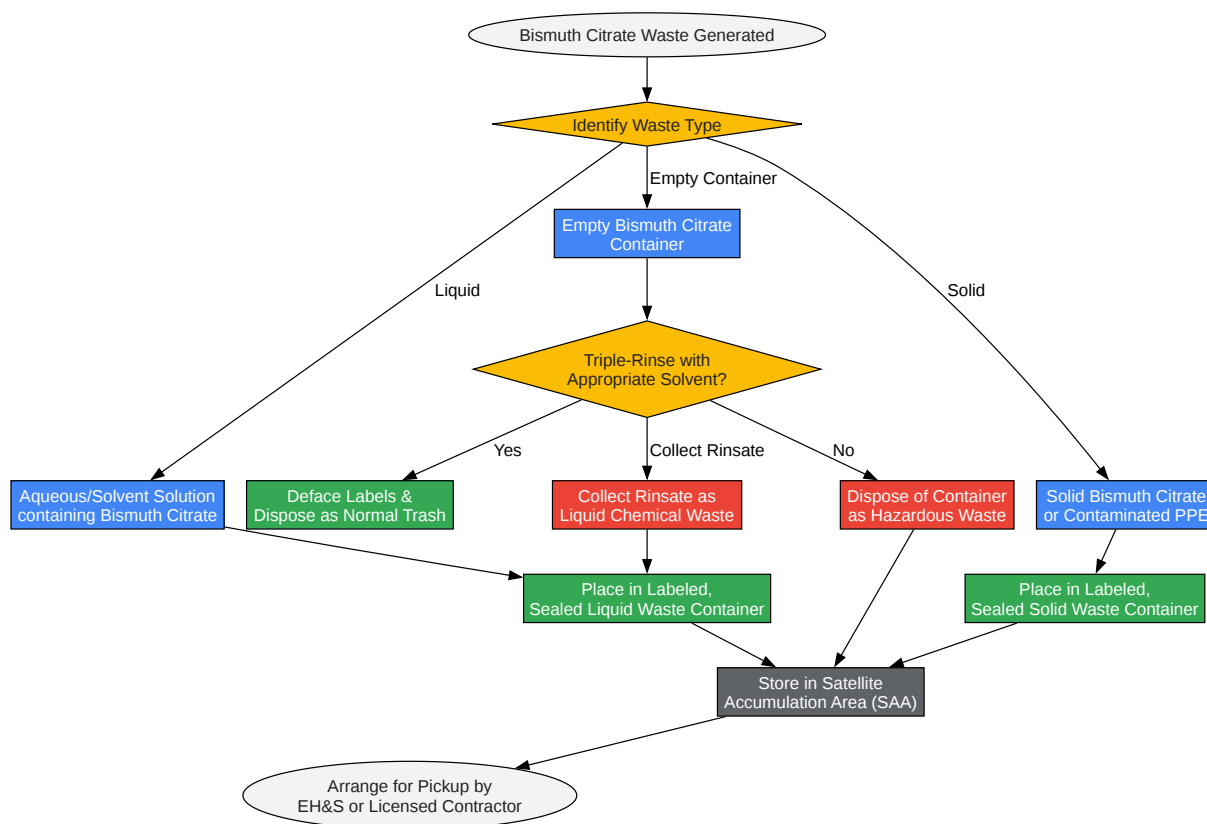 Bismuth Citrate Waste Generated
Identify Waste Type
Empty Container
Empty Bismuth Citrate
Container
Liquid
Solid
Triple-Rinse with
Appropriate Solvent?
Yes
Collect Rinsate
No
Aqueous/Solvent Solution
containing Bismuth Citrate
Deface Labels &
Dispose as Normal Trash
Collect Rinsate as
Liquid Chemical Waste
Dispose of Container
as Hazardous Waste
Solid Bismuth Citrate
or Contaminated PPE
Place in Labeled,
Sealed Liquid Waste Container
Place in Labeled,
Sealed Solid Waste Container
Store in Satellite
Accumulation Area (SAA)
Arrange for Pickup by
EH&S or Licensed Contractor